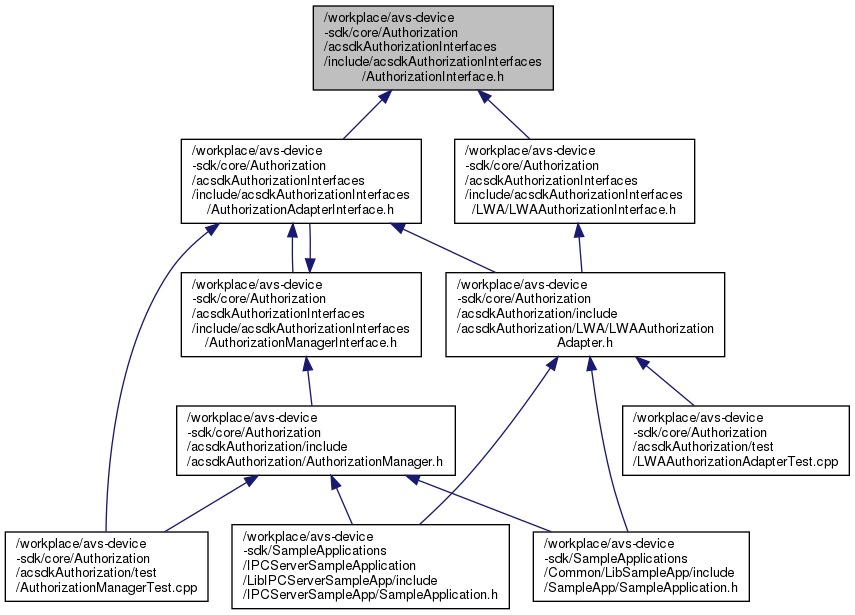 /workplace/avs-device
-sdk/core/Authorization
/acsdkAuthorizationInterfaces
/include/acsdkAuthorizationInterfaces
/AuthorizationInterface.h
/workplace/avs-device
-sdk/core/Authorization
/acsdkAuthorizationInterfaces
/include/acsdkAuthorizationInterfaces
/AuthorizationAdapterInterface.h
/workplace/avs-device
-sdk/core/Authorization
/acsdkAuthorizationInterfaces
/include/acsdkAuthorizationInterfaces
/LWA/LWAAuthorizationInterface.h
/workplace/avs-device
-sdk/core/Authorization
/acsdkAuthorizationInterfaces
/include/acsdkAuthorizationInterfaces
/AuthorizationManagerInterface.h
/workplace/avs-device
-sdk/core/Authorization
/acsdkAuthorization/include
/acsdkAuthorization/LWA/LWAAuthorization
Adapter.h
/workplace/avs-device
-sdk/core/Authorization
/acsdkAuthorization/include
/acsdkAuthorization/AuthorizationManager.h
/workplace/avs-device
-sdk/core/Authorization
/acsdkAuthorization/test
/LWAAuthorizationAdapterTest.cpp
/workplace/avs-device
-sdk/core/Authorization
/acsdkAuthorization/test
/AuthorizationManagerTest.cpp
/workplace/avs-device
-sdk/SampleApplications
/IPCServerSampleApplication
/LibIPCServerSampleApp/include
/IPCServerSampleApp/SampleApplication.h
/workplace/avs-device
-sdk/SampleApplications
/Common/LibSampleApp/include
/SampleApp/SampleApplication.h